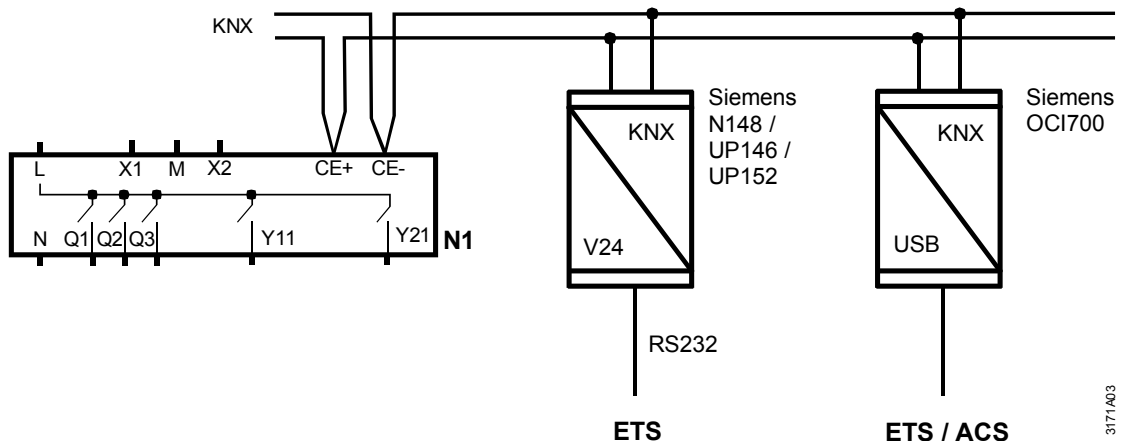 KNX
Siemens
N148 /
UP146 /
UP152
KNX
V24
Siemens
OCI700
KNX
USB
L X1 M X2 CE+ CE-
N Q1 Q2 Q3 Y11 Y21 N1
RS232
ETS
ETS / ACS
3171A03